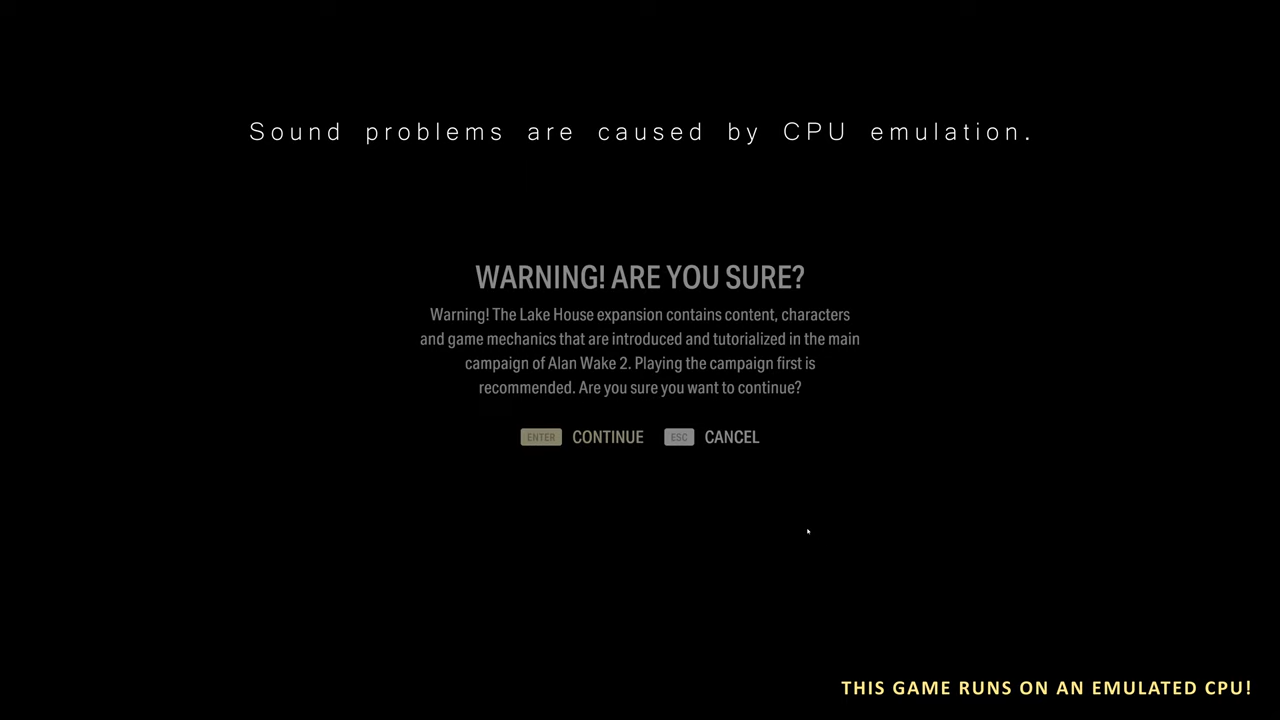 Sound problems are caused by CPU emulation.
WARNING! ARE YOU SURE?
Warning! The Lake House expansion contains content, characters
and game mechanics that are introduced and tutorialized in the main
campaign of Alan Wake 2. Playing the campaign first is
recommended. Are you sure you want to continue?
ENTER CONTINUE ESC CANCEL
THIS GAME RUNS ON AN EMULATED CPU!